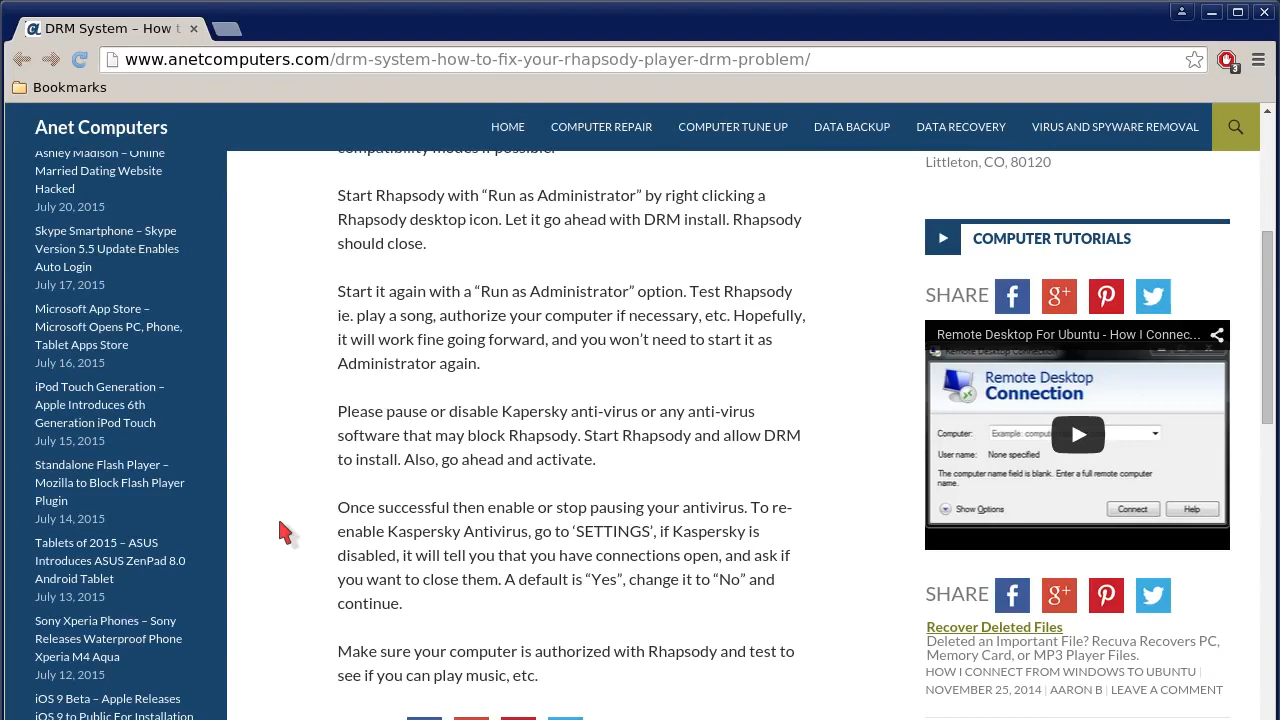 DRM System – How t
www.anetcomputers.com/drm-system-how-to-fix-your-rhapsody-player-drm-problem/
3
Bookmarks
Anet Computers
HOME
COMPUTER REPAIR
COMPUTER TUNE UP
DATA BACKUP
DATA RECOVERY
VIRUS AND SPYWARE REMOVAL
Ashley Madison – Online
Married Dating Website
Hacked
July 20, 2015
Skype Smartphone – Skype
Version 5.5 Update Enables
Auto Login
July 17, 2015
Microsoft App Store –
Microsoft Opens PC, Phone,
Tablet Apps Store
July 16, 2015
iPod Touch Generation –
Apple Introduces 6th
Generation iPod Touch
July 15, 2015
Standalone Flash Player –
Mozilla to Block Flash Player
Plugin
July 14, 2015
Tablets of 2015 – ASUS
Introduces ASUS ZenPad 8.0
Android Tablet
July 13, 2015
Sony Xperia Phones – Sony
Releases Waterproof Phone
Xperia M4 Aqua
July 12, 2015
iOS 9 Beta – Apple Releases
iOS 9 to Public For Installation
compatibility modes if possible.
Start Rhapsody with “Run as Administrator” by right clicking a
Rhapsody desktop icon. Let it go ahead with DRM install. Rhapsody
should close.
Start it again with a “Run as Administrator” option. Test Rhapsody
ie. play a song, authorize your computer if necessary, etc. Hopefully,
it will work fine going forward, and you won’t need to start it as
Administrator again.
Please pause or disable Kapersky anti-virus or any anti-virus
software that may block Rhapsody. Start Rhapsody and allow DRM
to install. Also, go ahead and activate.
Once successful then enable or stop pausing your antivirus. To re-
enable Kaspersky Antivirus, go to ‘SETTINGS’, if Kaspersky is
disabled, it will tell you that you have connections open, and ask if
you want to close them. A default is “Yes”, change it to “No” and
continue.
Make sure your computer is authorized with Rhapsody and test to
see if you can play music, etc.
Littleton, CO, 80120
COMPUTER TUTORIALS
SHARE
Remote Desktop For Ubuntu - How I Connec...
Remote Desktop Connection
Remote Desktop
Connection
Computer:
Example: compu
User name: None specified
The computer name field is blank. Enter a full remote computer
name.
Show Options
Connect
Help
SHARE
Recover Deleted Files
Deleted an Important File? Recuva Recovers PC,
Memory Card, or MP3 Player Files.
HOW I CONNECT FROM WINDOWS TO UBUNTU |
NOVEMBER 25, 2014 | AARON B | LEAVE A COMMENT